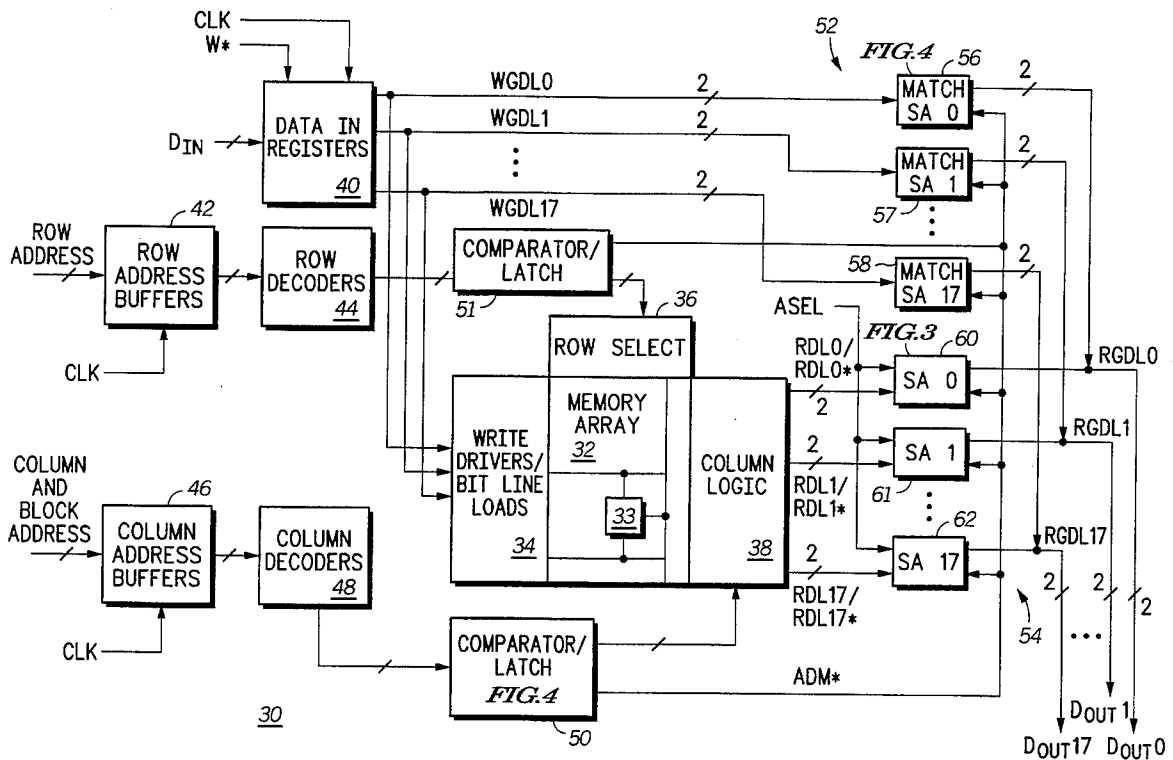 CLK
W*
DIN
DATA IN
REGISTERS
40
WGDL0
2
WGDL1
2
WGDL17
2
52
FIG.4
56
MATCH
SA 0
2
MATCH
SA 1
57
2
58
MATCH
SA 17
2
ROW
ADDRESS
42
ROW
ADDRESS
BUFFERS
CLK
ROW
DECODERS
44
COMPARATOR/
LATCH
51
36
ROW SELECT
ASEL
FIG.3
60
SA 0
RDL0/
RDL0*
2
RGDL0
WRITE
DRIVERS/
BIT LINE
LOADS
34
MEMORY
ARRAY
32
33
COLUMN
LOGIC
38
SA 1
61
2
RDL1/
RDL1*
RGDL1
62
SA 17
2
RDL17/
RDL17*
RGDL17
COLUMN
AND
BLOCK
ADDRESS
46
COLUMN
ADDRESS
BUFFERS
CLK
COLUMN
DECODERS
48
COMPARATOR/
LATCH
FIG.4
50
ADM*
54
2
2
2
DOUT17
DOUT1
DOUT0
30